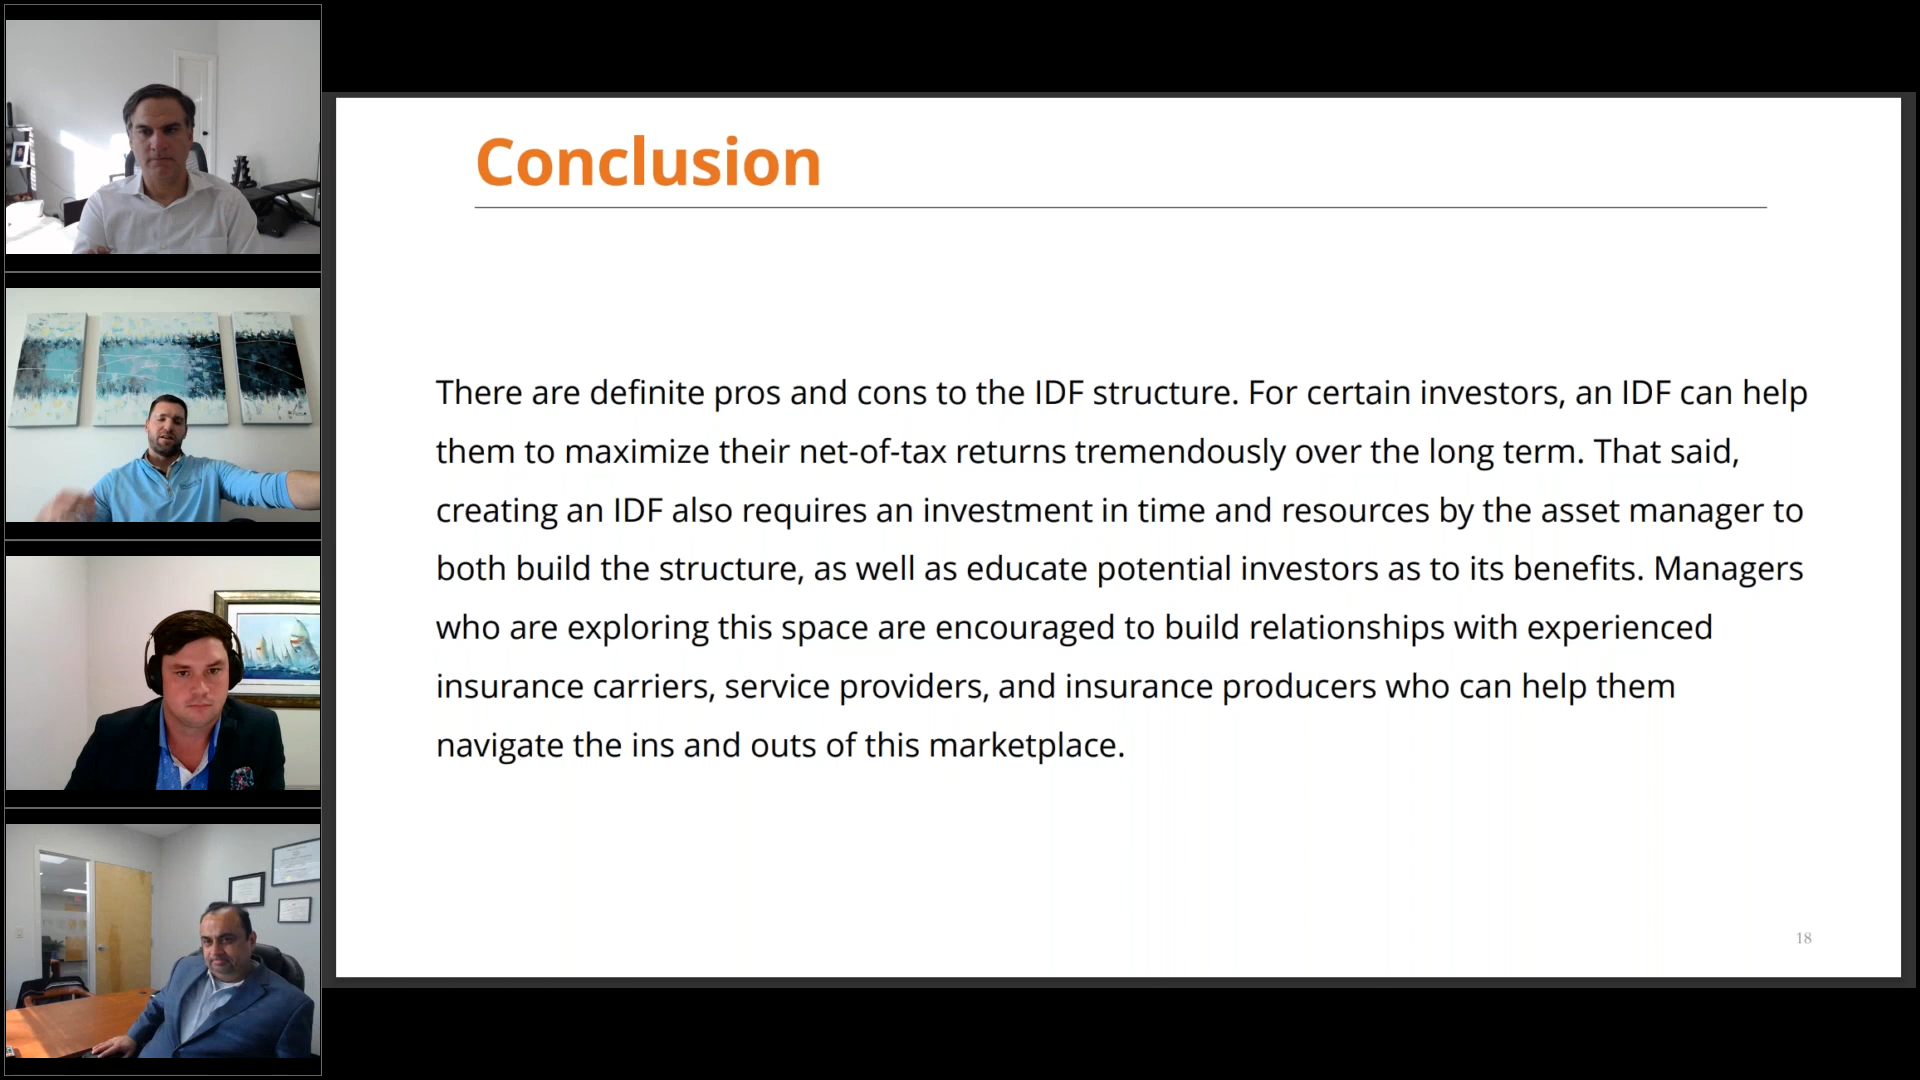 Conclusion
There are definite pros and cons to the IDF structure. For certain investors, an IDF can help
them to maximize their net-of-tax returns tremendously over the long term. That said,
creating an IDF also requires an investment in time and resources by the asset manager to
both build the structure, as well as educate potential investors as to its benefits. Managers
who are exploring this space are encouraged to build relationships with experienced
insurance carriers, service providers, and insurance producers who can help them
navigate the ins and outs of this marketplace.
18